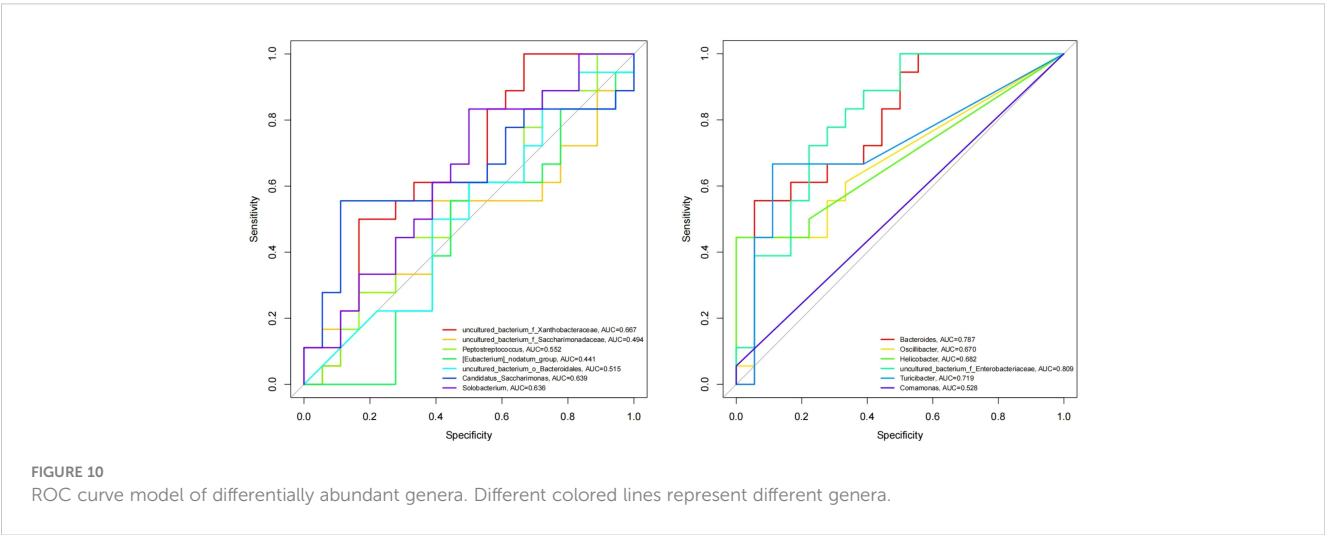 1.0
0.8
0.6
0.4
0.2
0.0
Sensitivity
uncultured_bacterium_f_Xanthobacteraceae, AUC=0.667
uncultured_bacterium_f_Saccharimonadaceae, AUC=0.494
Peptostreptococcus, AUC=0.552
[Eubacterium]_nodatum_group, AUC=0.441
uncultured_bacterium_o_Bacteroidales, AUC=0.515
Candidatus_Saccharimonas, AUC=0.639
Solobacterium, AUC=0.636
0.0 0.2 0.4 0.6 0.8 1.0
Specificity
1.0
0.8
0.6
0.4
0.2
0.0
Sensitivity
Bacteroides, AUC=0.787
Oscillibacter, AUC=0.670
Helicobacter, AUC=0.682
uncultured_bacterium_f_Enterobacteriaceae, AUC=0.809
Turicibacter, AUC=0.719
Comamonas, AUC=0.528
0.0 0.2 0.4 0.6 0.8 1.0
Specificity
FIGURE 10
ROC curve model of differentially abundant genera. Different colored lines represent different genera.